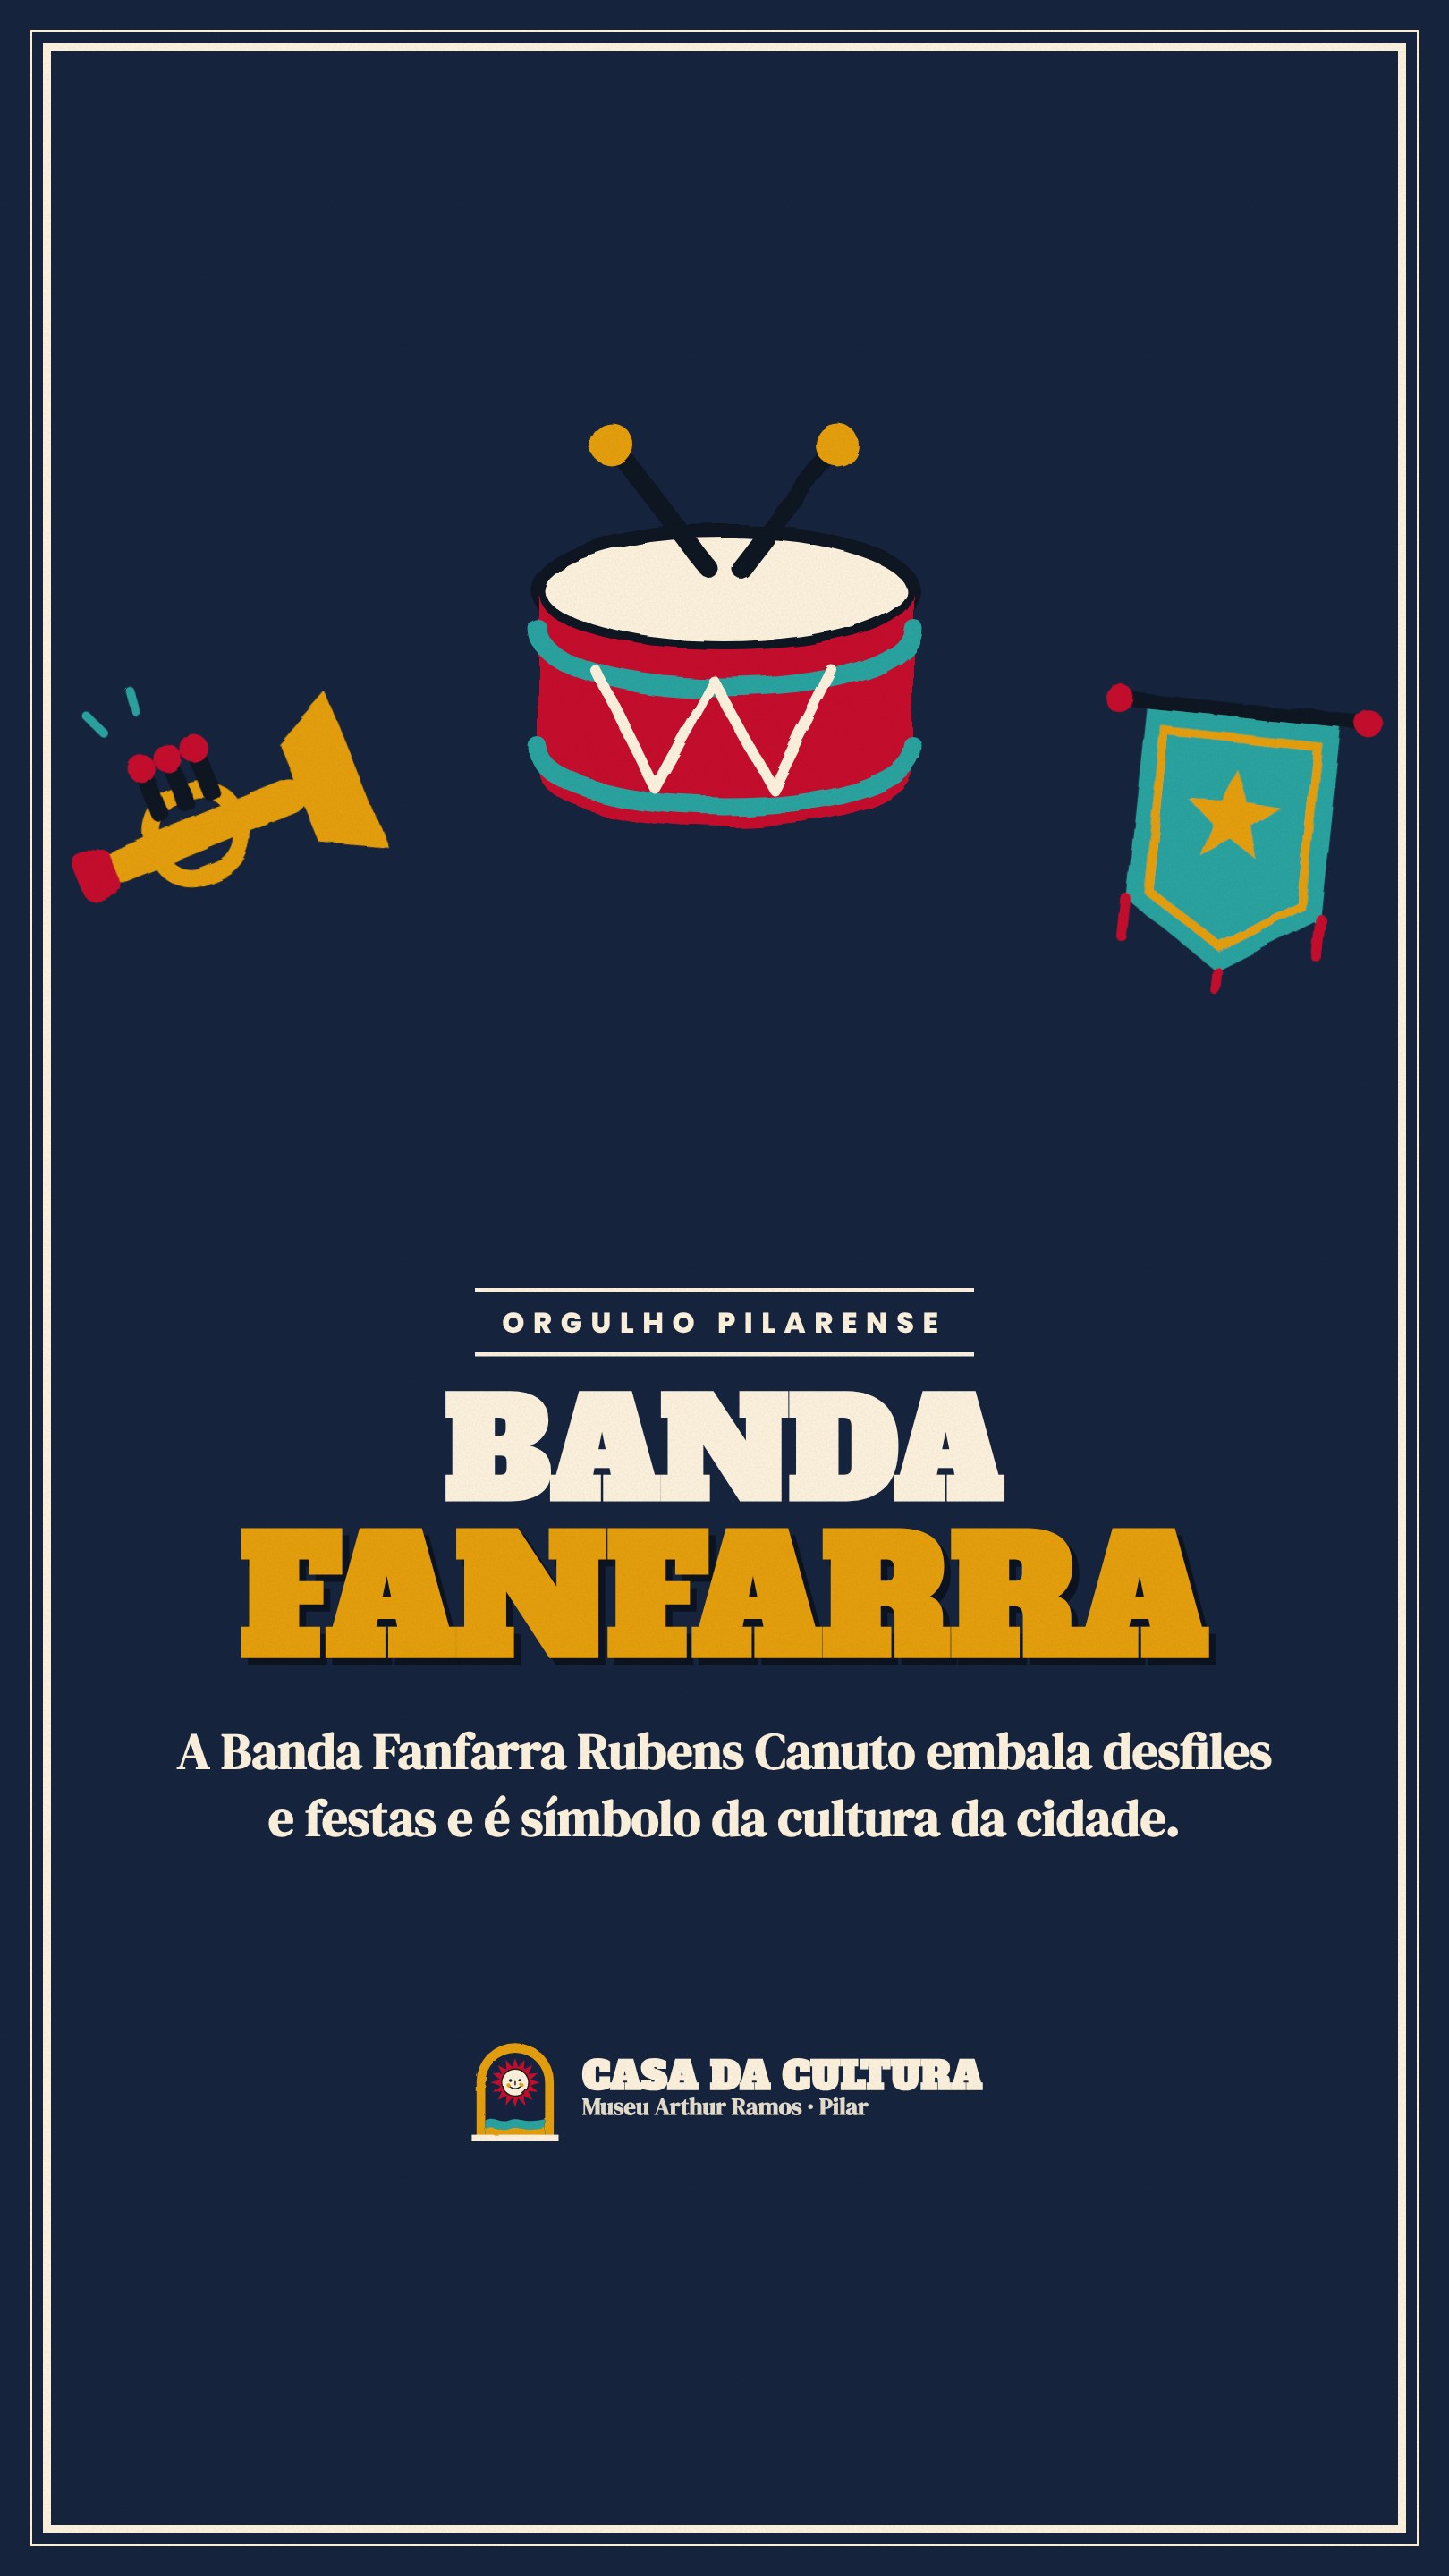 ORGULHO PILARENSE
BANDA
FANFARRA
A Banda Fanfarra Rubens Canuto embala desfiles
e festas e é símbolo da cultura da cidade.
CASA DA CULTURA
Museu Arthur Ramos • Pilar